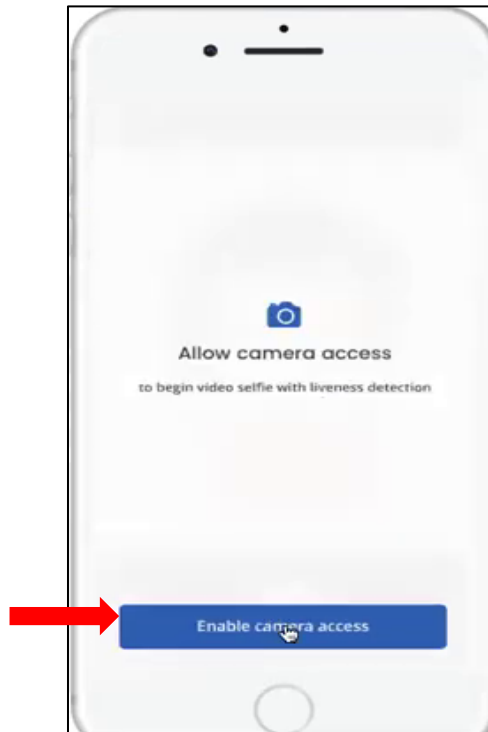 Allow camera access
to begin video selfie with liveness detection
Enable camera access